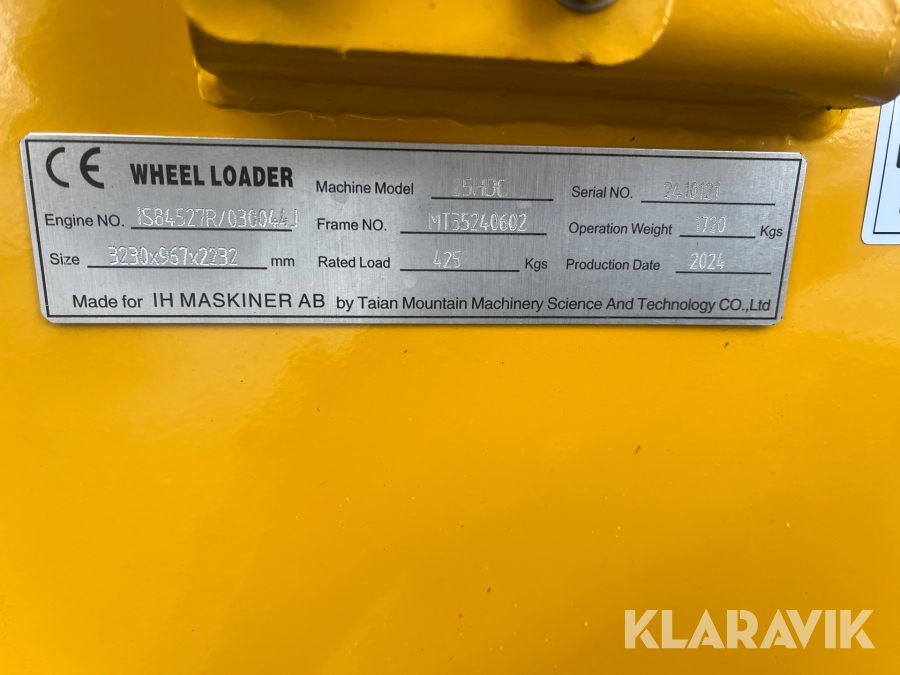 CE WHEEL LOADER Machine Model Serial NO.
Engine NO. Frame NO. MT35240602 Operation Weight 1720 Kgs
Size 3230x967x2232 mm Rated Load 425 Kgs Production Date 2024
Made for IH MASKINER AB by Taian Mountain Machinery Science And Technology CO.,Ltd
KLARAVIK